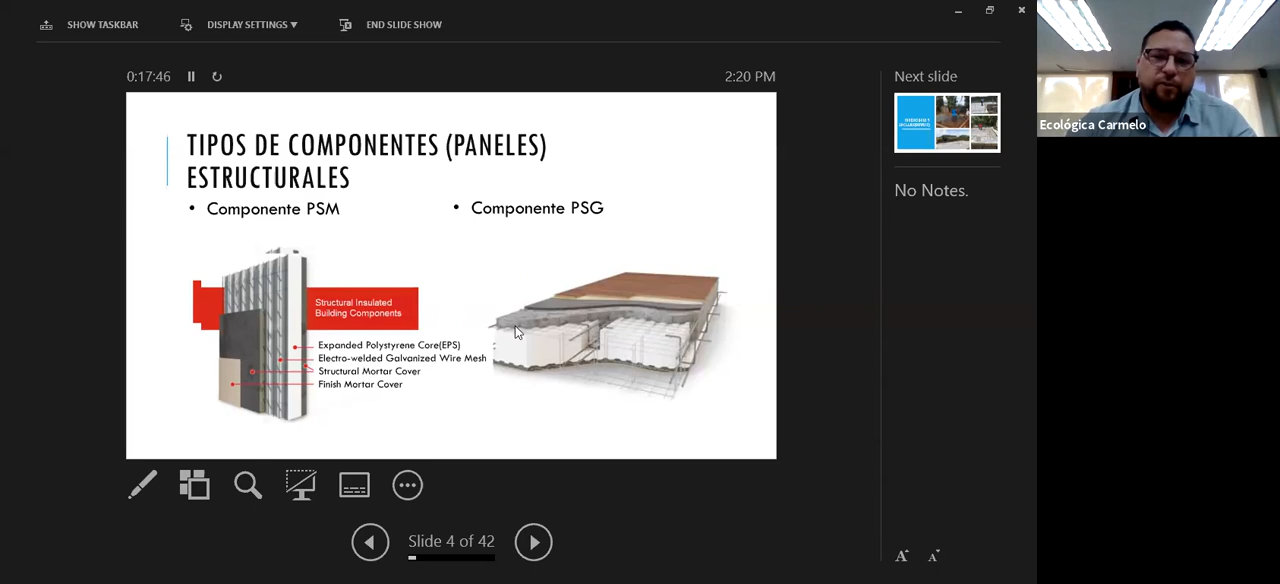 SHOW TASKBAR
DISPLAY SETTINGS ▼
END SLIDE SHOW
0:17:46
2:20 PM
Next slide
TIPOS DE COMPONENTES (PANELES)
ESTRUCTURALES
• Componente PSM
• Componente PSG
Structural Insulated
Building Components
Expanded Polystyrene Core(EPS)
Electro-welded Galvanized Wire Mesh
Structural Mortar Cover
Finish Mortar Cover
No Notes.
Ecológica Carmelo
Slide 4 of 42
A A